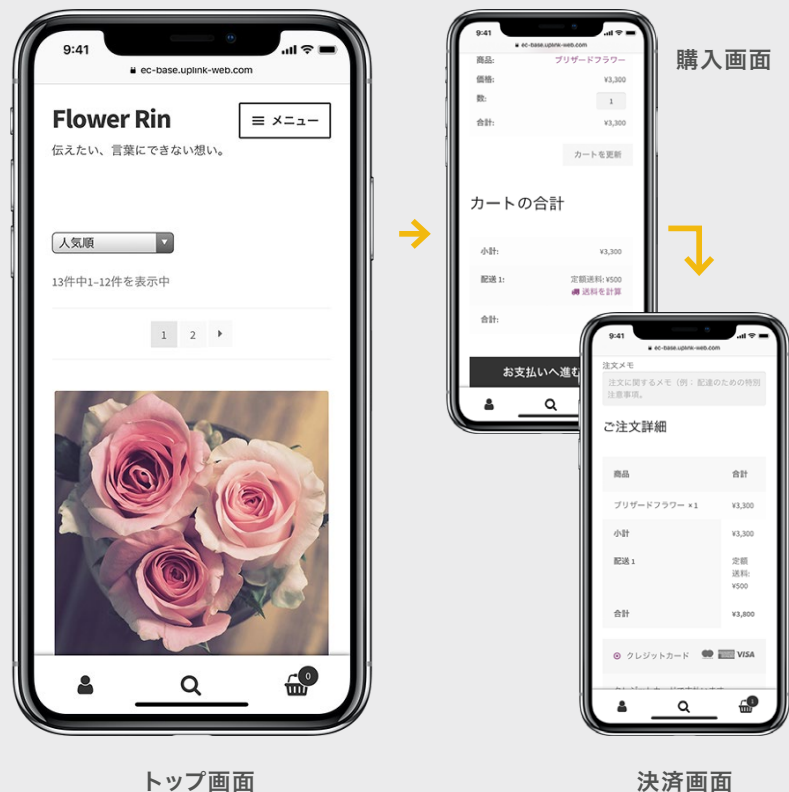 9:41
ec-base.uplink-web.com
Flower Rin
メニュー
伝えたい、言葉にできない想い。
人気順
13件中1–12件を表示中
1 2
0
トップ画面
購入画面
9:41
ec-base.uplink-web.com
商品: ブリザードフラワー
価格: ¥3,300
数: 1
合計: ¥3,300
カートを更新
カートの合計
小計: ¥3,300
配送 1: 定額送料: ¥500
送料を計算
合計:
お支払いへ進む
9:41
ec-base.uplink-web.com
注文メモ
注文に関するメモ（例： 配達のための特別
注意事項。
ご注文詳細
商品 合計
ブリザードフラワー ×1 ¥3,300
小計 ¥3,300
配送 1 定額
送料:
¥500
合計 ¥3,800
クレジットカード VISA
1
決済画面